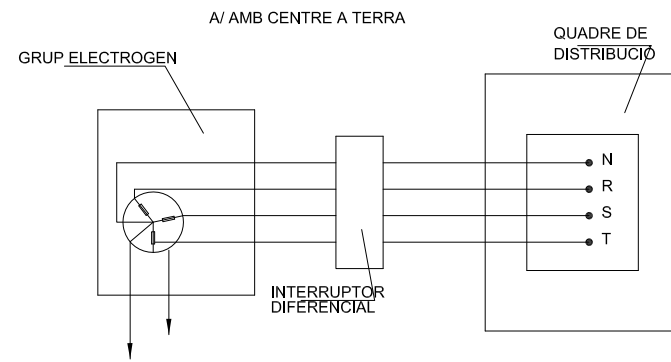 A/ AMB CENTRE A TERRA
GRUP ELECTROGEN
QUADRE DE
DISTRIBUCIÓ
N
R
S
T
INTERRUPTOR
DIFERENCIAL